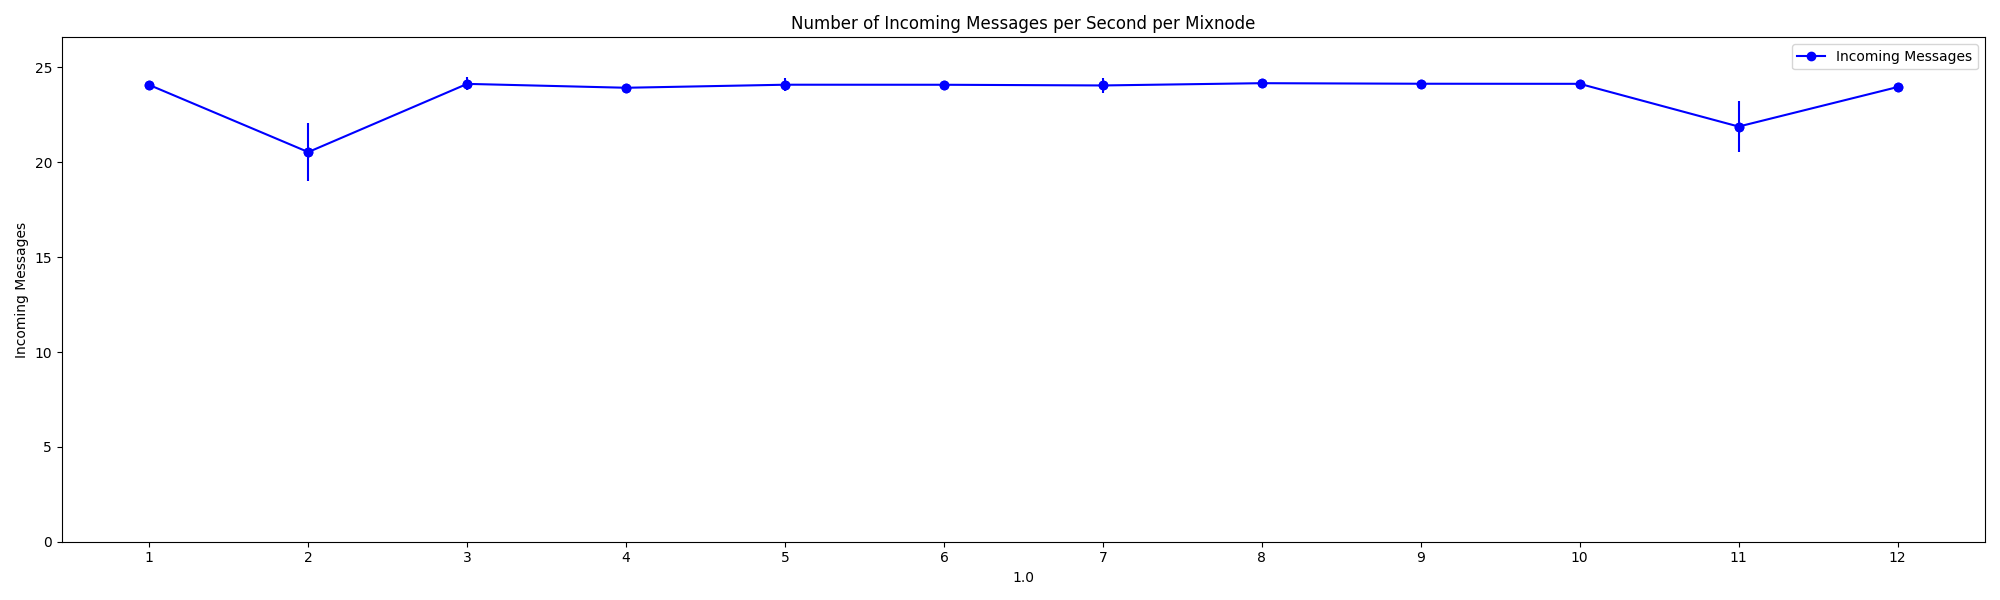 Number of Incoming Messages per Second per Mixnode
Incoming Messages
25
20
15
10
5
0
Incoming Messages
1 2 3 4 5 6 7 8 9 10 11 12
1.0